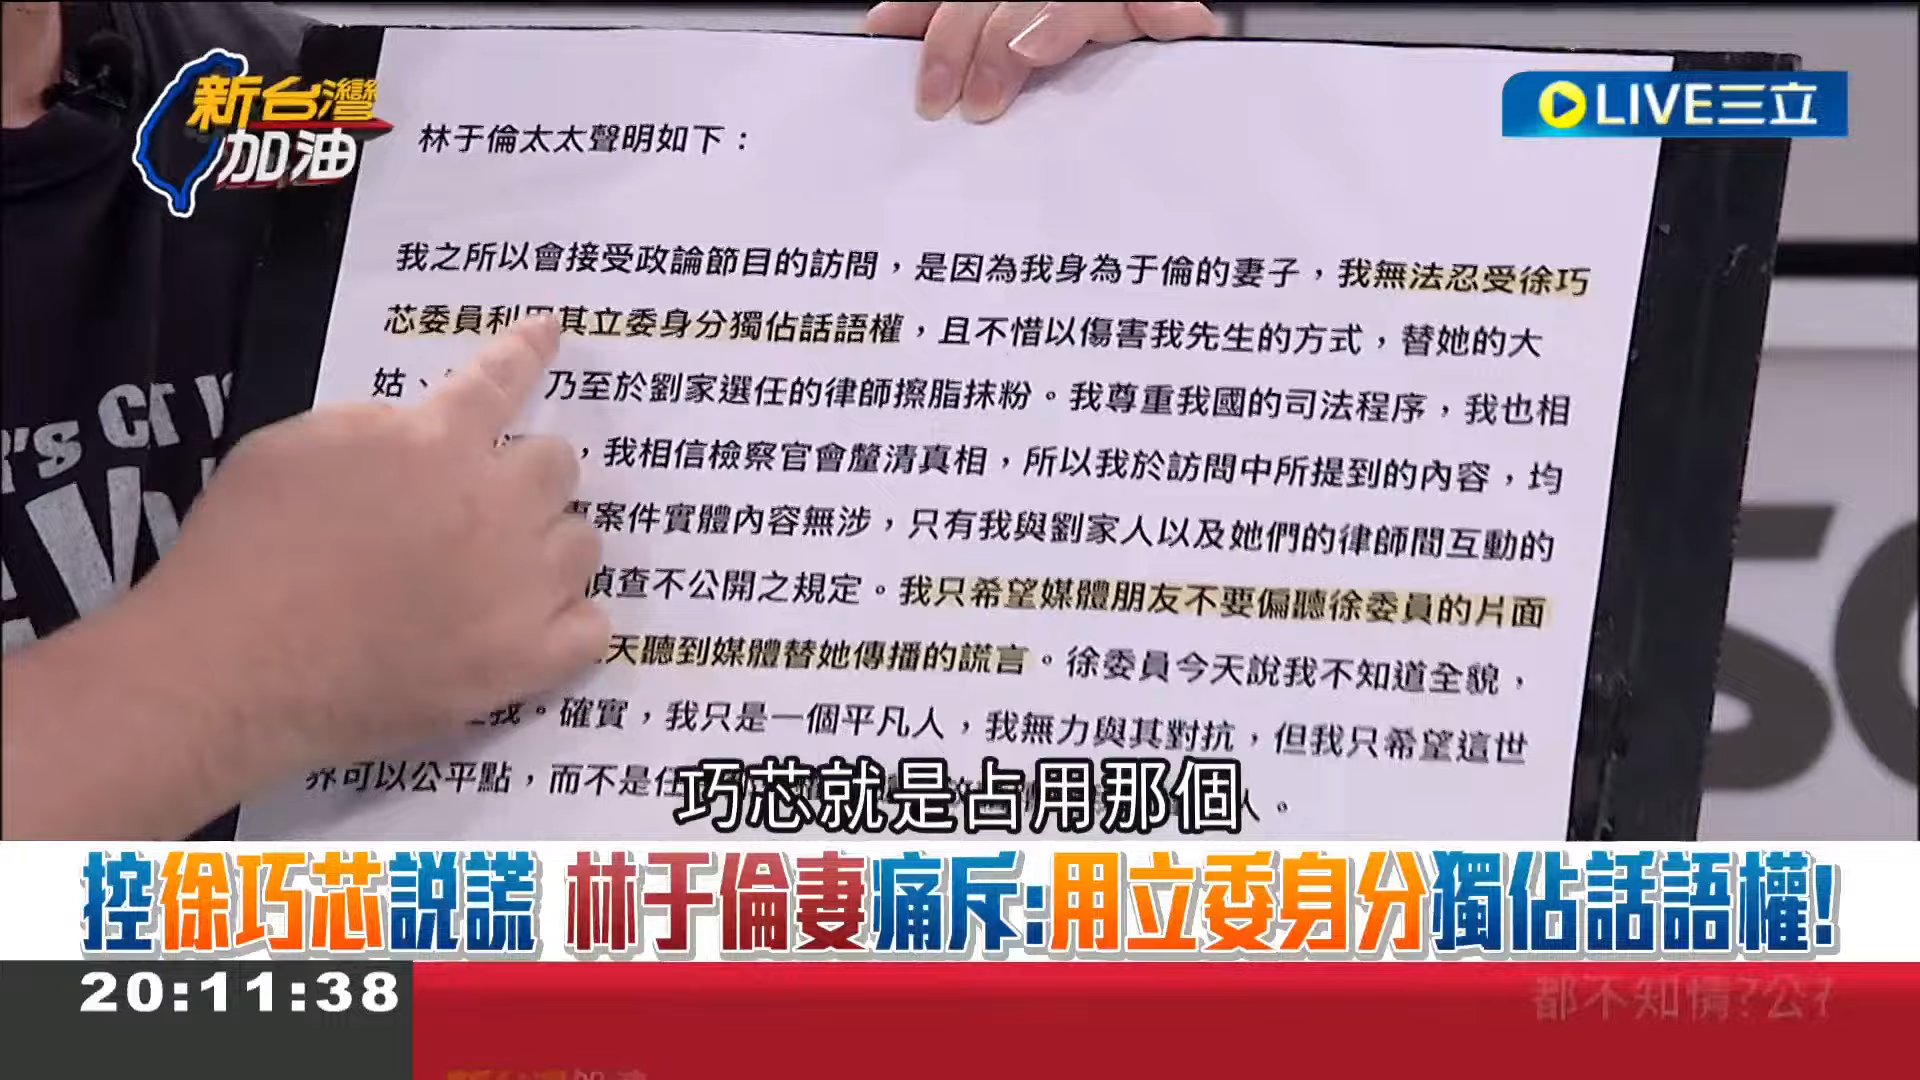 新台灣
加油
LIVE三立
林于倫太太聲明如下：
我之所以會接受政論節目的訪問，是因為我身為于倫的妻子，我無法忍受徐巧
芯委員利用其立委身分獨佔話語權，且不惜以傷害我先生的方式，替她的大
姑、 乃至於劉家選任的律師擦脂抹粉。我尊重我國的司法程序，我也相
，我相信檢察官會釐清真相，所以我於訪問中所提到的內容，均
案件實體內容無涉，只有我與劉家人以及她們的律師間互動的
偵查不公開之規定。我只希望媒體朋友不要偏聽徐委員的片面
天聽到媒體替她傳播的謊言。徐委員今天說我不知道全貌，
我。確實，我只是一個平凡人，我無力與其對抗，但我只希望這世
界可以公平點，而不是任 人。
巧芯就是占用那個
控徐巧芯說謊 林于倫妻痛斥:用立委身分獨佔話語權!
20:11:38
都不知情?公